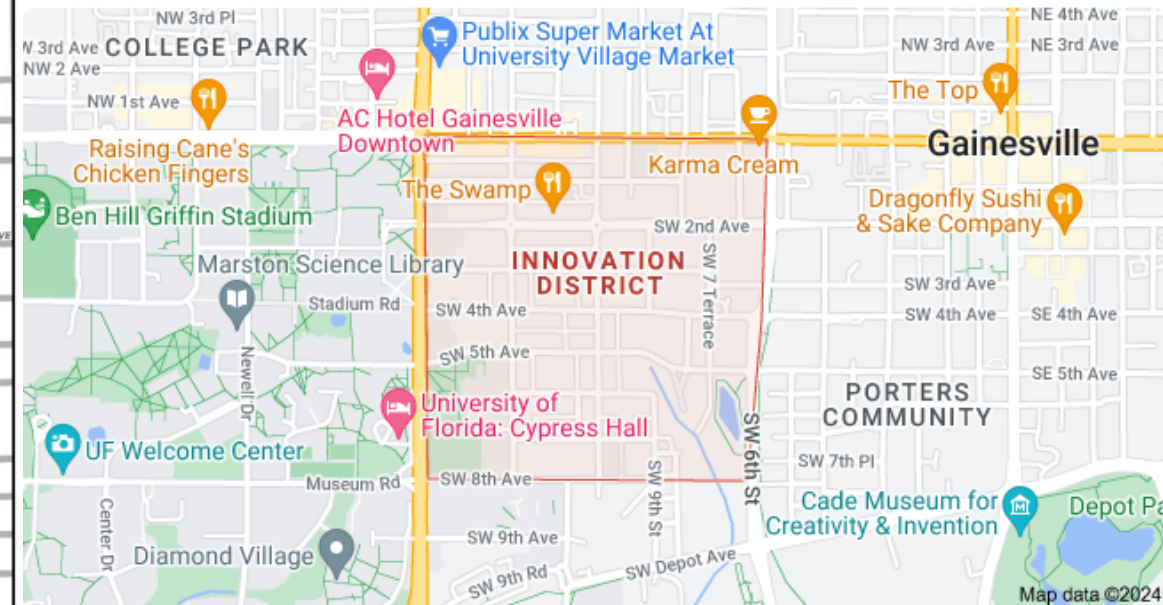 NW 3rd Pl
NE 4th Ave
W 3rd Ave
COLLEGE PARK
NW 2 Ave
Publix Super Market At
University Village Market
NW 3rd Ave
NE 3rd Ave
NW 1st Ave
The Top
AC Hotel Gainesville
Downtown
Gainesville
Raising Cane's
Chicken Fingers
Karma Cream
The Swamp
Dragonfly Sushi
& Sake Company
Ben Hill Griffin Stadium
SW 2nd Ave
INNOVATION
DISTRICT
Marston Science Library
SW 7 Terrace
SW 3rd Ave
Stadium Rd
SW 4th Ave
SW 4th Ave
SE 4th Ave
SW 5th Ave
Newell Dr
SE 5th Ave
PORTERS
COMMUNITY
University of
Florida: Cypress Hall
SW 6th St
UF Welcome Center
SW 7th Pl
Museum Rd
SW 8th Ave
SW 9th St
Center Dr
Cade Museum for
Creativity & Invention
Depot Pa
SW 9th Ave
Diamond Village
SW Depot Ave
SW 9th Rd
Map data ©2024